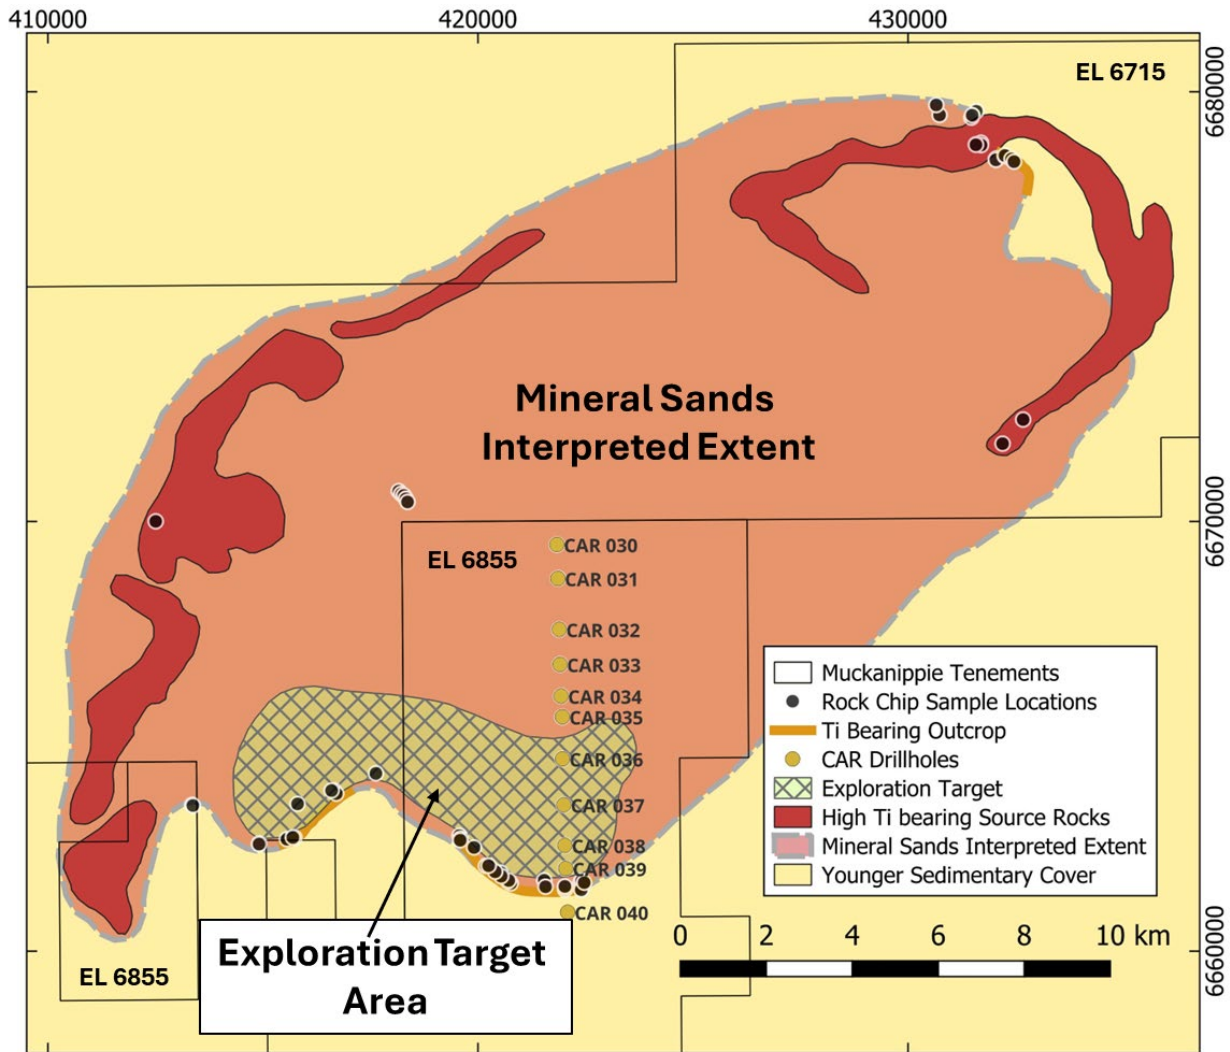 410000
420000
430000
EL 6715
6680000
Mineral Sands
Interpreted Extent
6670000
EL 6855
CAR 030
CAR 031
CAR 032
CAR 033
CAR 034
CAR 035
CAR 036
CAR 037
CAR 038
CAR 039
CAR 040
Muckanippie Tenements
Rock Chip Sample Locations
Ti Bearing Outcrop
CAR Drillholes
Exploration Target
High Ti bearing Source Rocks
Mineral Sands Interpreted Extent
Younger Sedimentary Cover
0 2 4 6 8 10 km
6660000
Exploration Target
Area
EL 6855